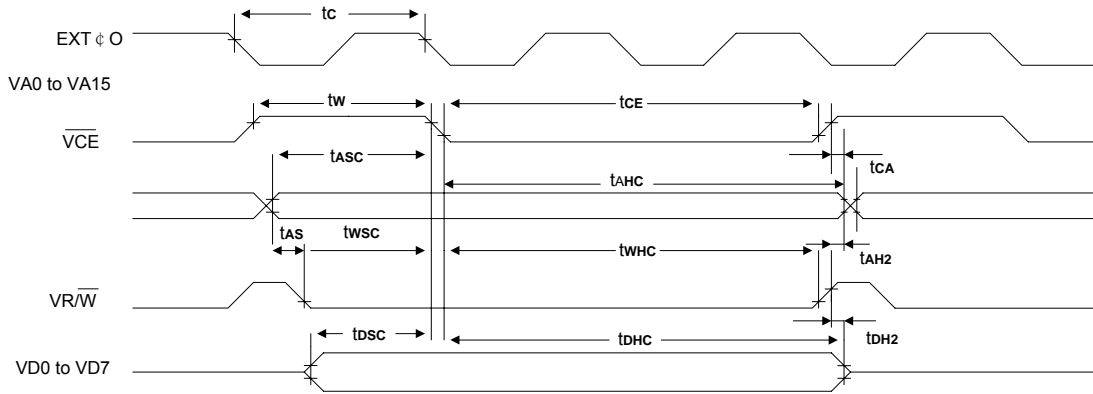 tC
EXT ¢ O
VA0 to VA15
tW
tCE
VCE
tASC
tCA
tAHC
tAS
tWSC
tWHC
tAH2
VR/W
tDSC
tDHC
tDH2
VD0 to VD7